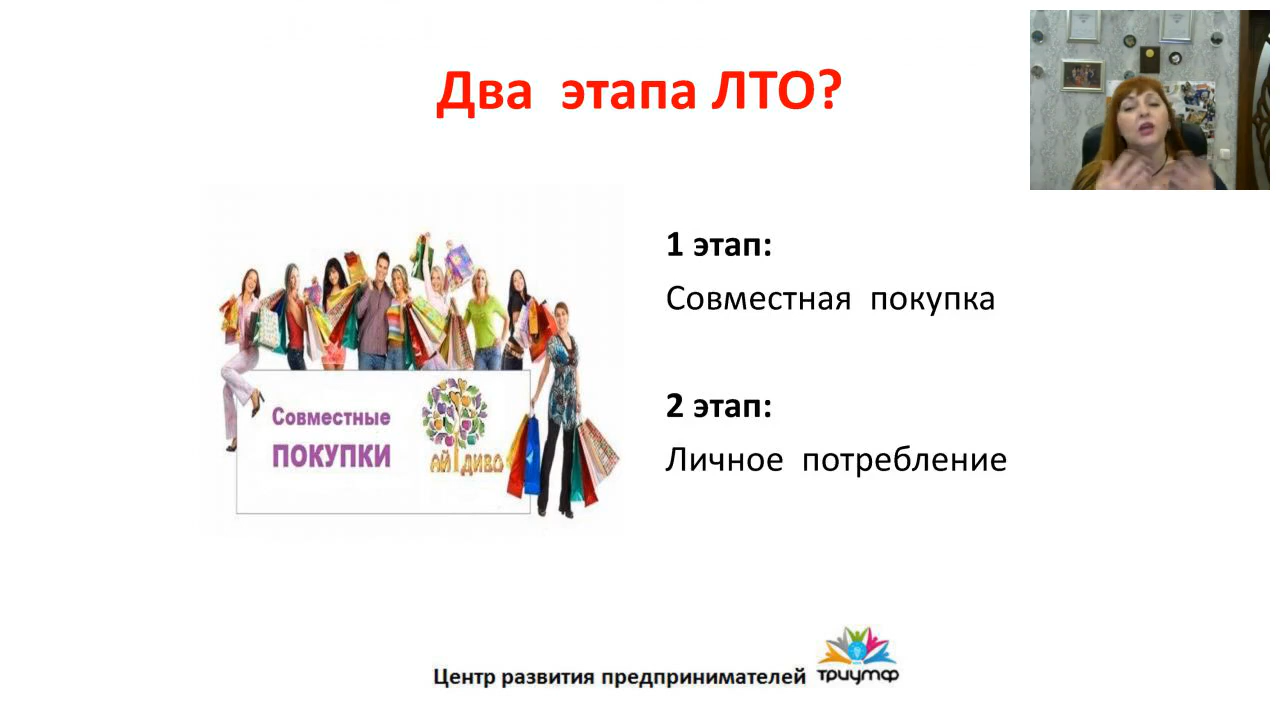 Два этапа ЛТО?
1 этап:
Совместная покупка
2 этап:
Личное потребление
Совместные
ПОКУПКИ
АЙ ДИВО
Центр развития предпринимателей
триумф